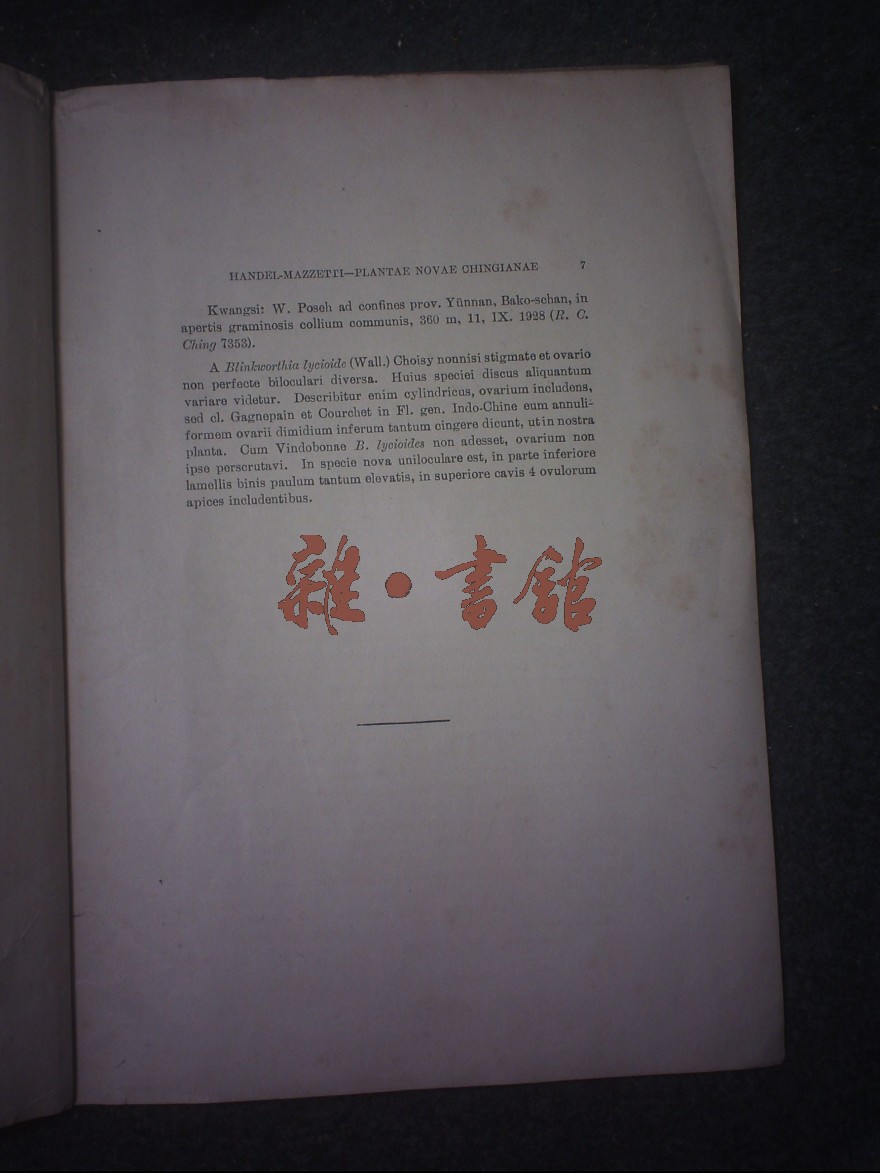 HANDEL-MAZZETTI—PLANTAE NOVAE CHINGIANAE 7
Kwangsi: W. Poseh ad confines prov. Yünnan, Bako-schan, in
apertis graminosis collium communis, 360 m, 11, IX. 1928 (R. C.
Ching 7353).
A Blinkworthia lycioide (Wall.) Choisy nonnisi stigmate et ovario
non perfecte biloculari diversa. Huius speciei discus aliquantum
variare videtur. Describitur enim cylindricus, ovarium includens,
sed cl. Gagnepain et Courchet in Fl. gen. Indo-Chine eum annuli-
formem ovarii dimidium inferum tantum cingere dicunt, ut in nostra
planta. Cum Vindobonae B. lycioides non adesset, ovarium non
ipse perscrutavi. In specie nova uniloculare est, in parte inferiore
lamellis binis paulum tantum elevatis, in superiore cavis 4 ovulorum
apices includentibus.
雜·書館